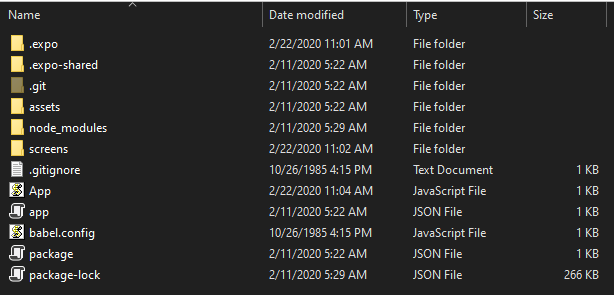 Name Date modified Type Size
.expo 2/22/2020 11:01 AM File folder
.expo-shared 2/11/2020 5:22 AM File folder
.git 2/11/2020 5:22 AM File folder
assets 2/11/2020 5:22 AM File folder
node_modules 2/11/2020 5:29 AM File folder
screens 2/22/2020 11:02 AM File folder
.gitignore 10/26/1985 4:15 PM Text Document 1 KB
App 2/22/2020 11:04 AM JavaScript File 1 KB
app 2/11/2020 5:22 AM JSON File 1 KB
babel.config 10/26/1985 4:15 PM JavaScript File 1 KB
package 2/11/2020 5:22 AM JSON File 1 KB
package-lock 2/11/2020 5:29 AM JSON File 266 KB